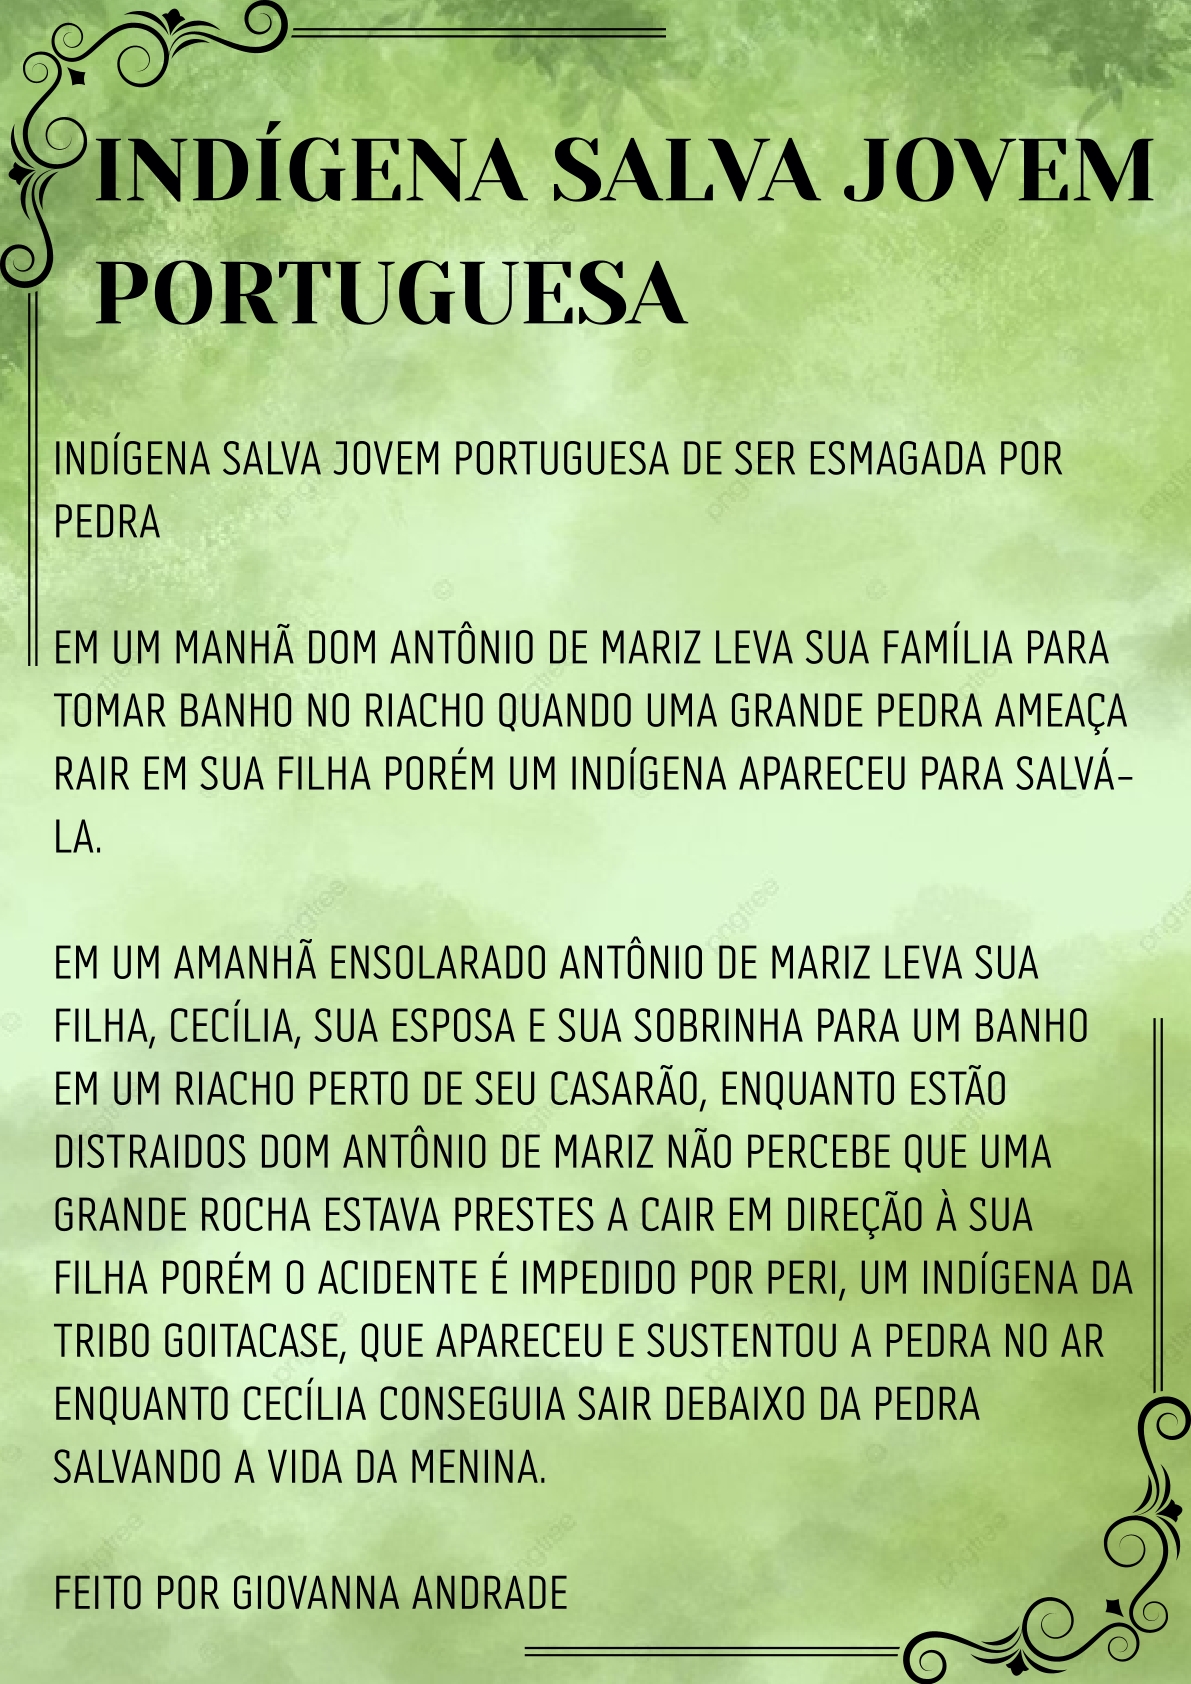 INDÍGENA SALVA JOVEM
PORTUGUESA
INDÍGENA SALVA JOVEM PORTUGUESA DE SER ESMAGADA POR
PEDRA
EM UM MANHÃ DOM ANTÔNIO DE MARIZ LEVA SUA FAMÍLIA PARA
TOMAR BANHO NO RIACHO QUANDO UMA GRANDE PEDRA AMEAÇA
RAIR EM SUA FILHA PORÉM UM INDÍGENA APARECEU PARA SALVÁ-
LA.
EM UM AMANHÃ ENSOLARADO ANTÔNIO DE MARIZ LEVA SUA
FILHA, CECÍLIA, SUA ESPOSA E SUA SOBRINHA PARA UM BANHO
EM UM RIACHO PERTO DE SEU CASARÃO, ENQUANTO ESTÃO
DISTRAIDOS DOM ANTÔNIO DE MARIZ NÃO PERCEBE QUE UMA
GRANDE ROCHA ESTAVA PRESTES A CAIR EM DIREÇÃO À SUA
FILHA PORÉM O ACIDENTE É IMPEDIDO POR PERI, UM INDÍGENA DA
TRIBO GOITACASE, QUE APARECEU E SUSTENTOU A PEDRA NO AR
ENQUANTO CECÍLIA CONSEGUIA SAIR DEBAIXO DA PEDRA
SALVANDO A VIDA DA MENINA.
FEITO POR GIOVANNA ANDRADE